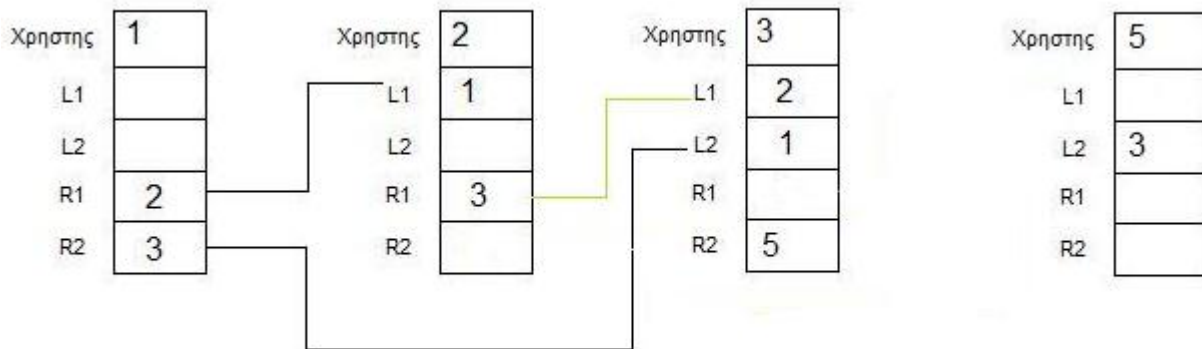 Χρηστης 1 Χρηστης 2 Χρηστης 3 Χρηστης 5
L1 L1 1 L1 2 L1
L2 L2 L2 1 L2 3
R1 2 R1 3 R1 R1
R2 3 R2 R2 5 R2